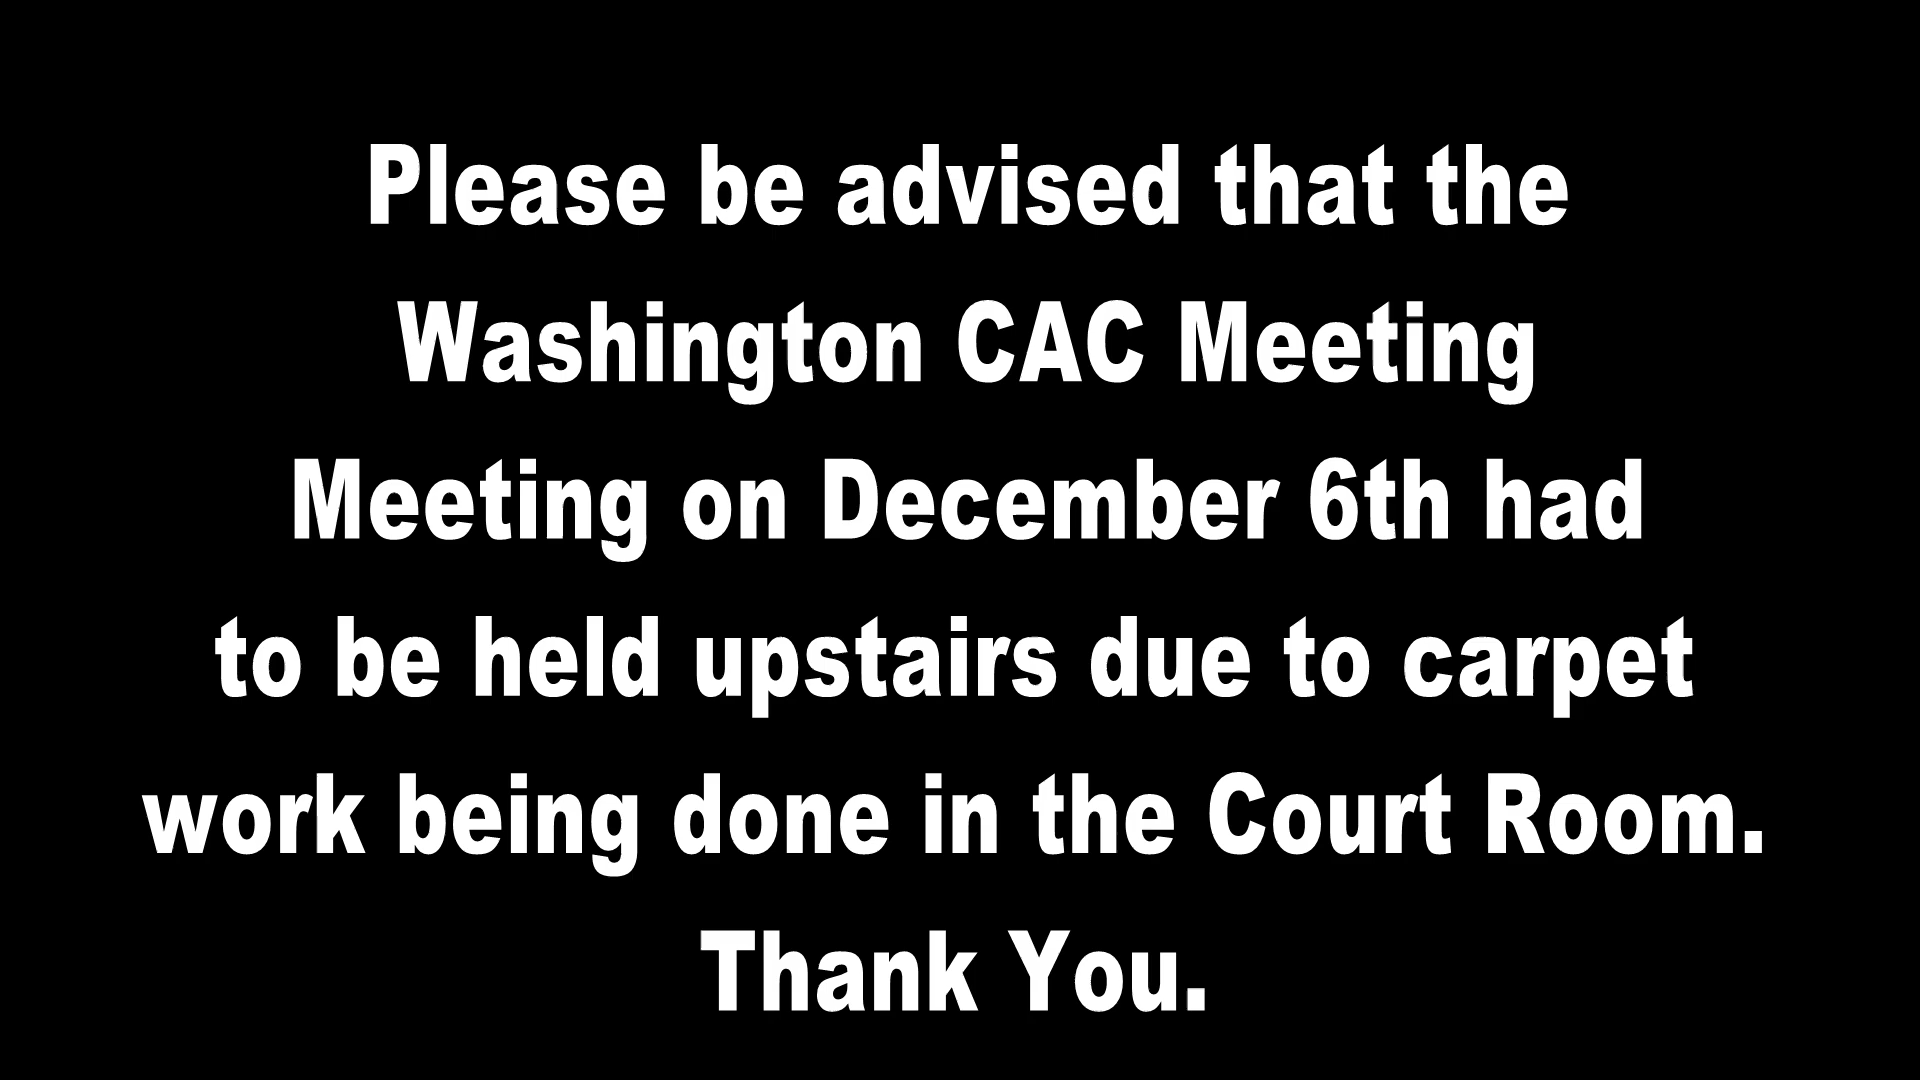 Please be advised that the
Washington CAC Meeting
Meeting on December 6th had
to be held upstairs due to carpet
work being done in the Court Room.
Thank You.